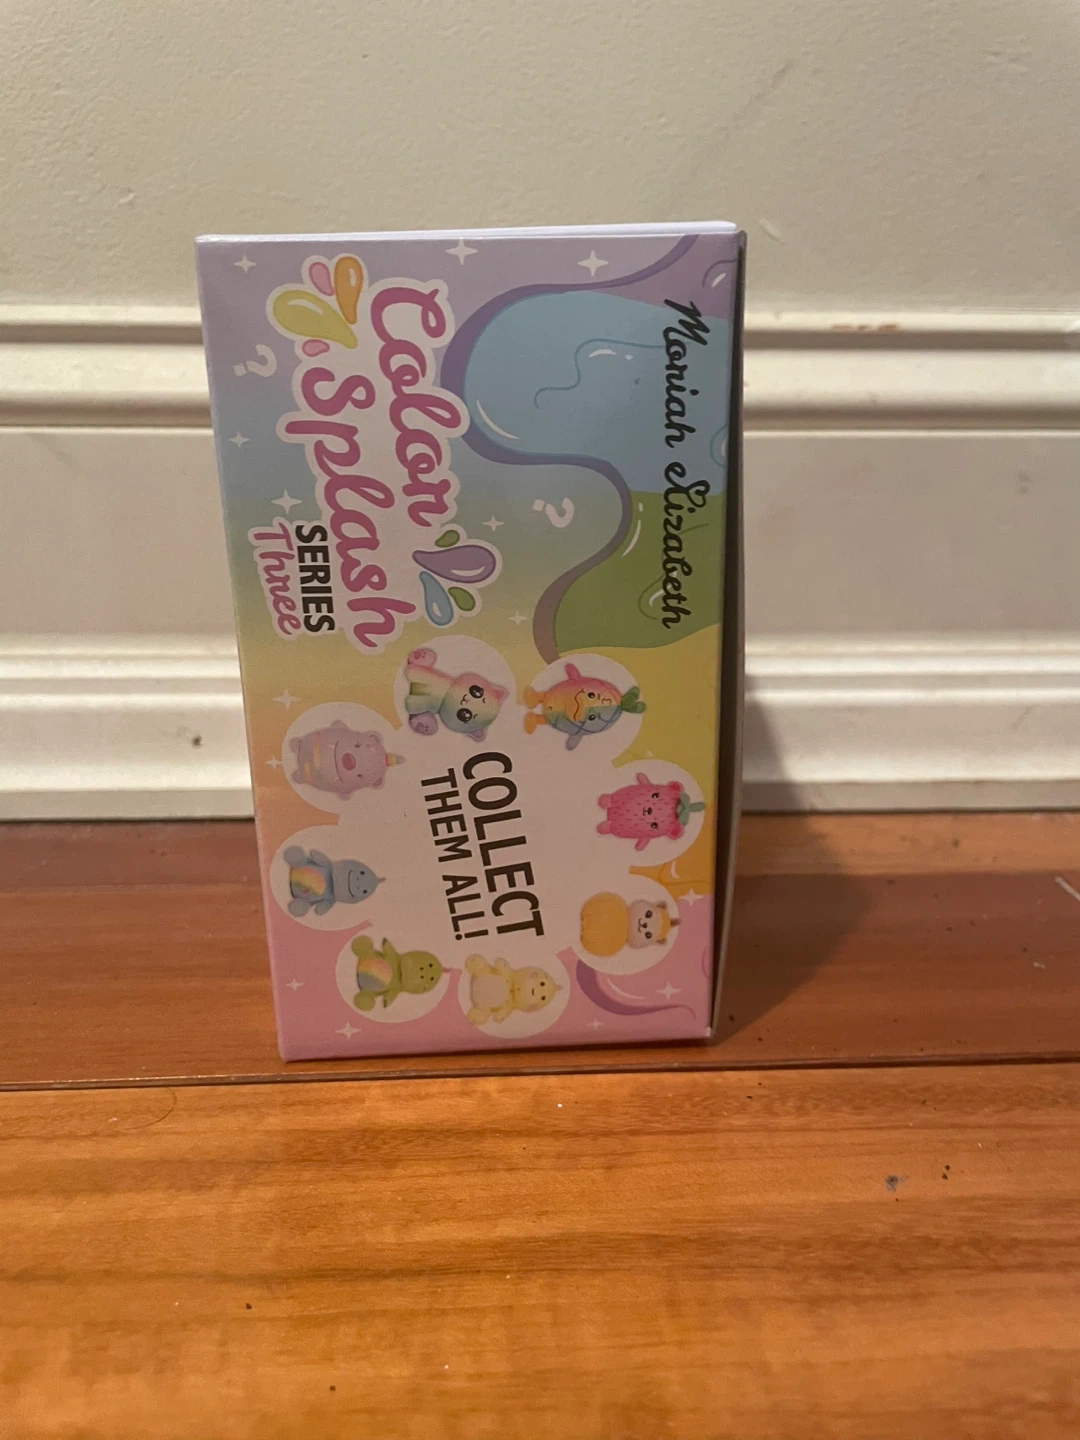 Moriah Elizabeth
Color
Splash
SERIES
Three
?
?
COLLECT
THEM ALL!